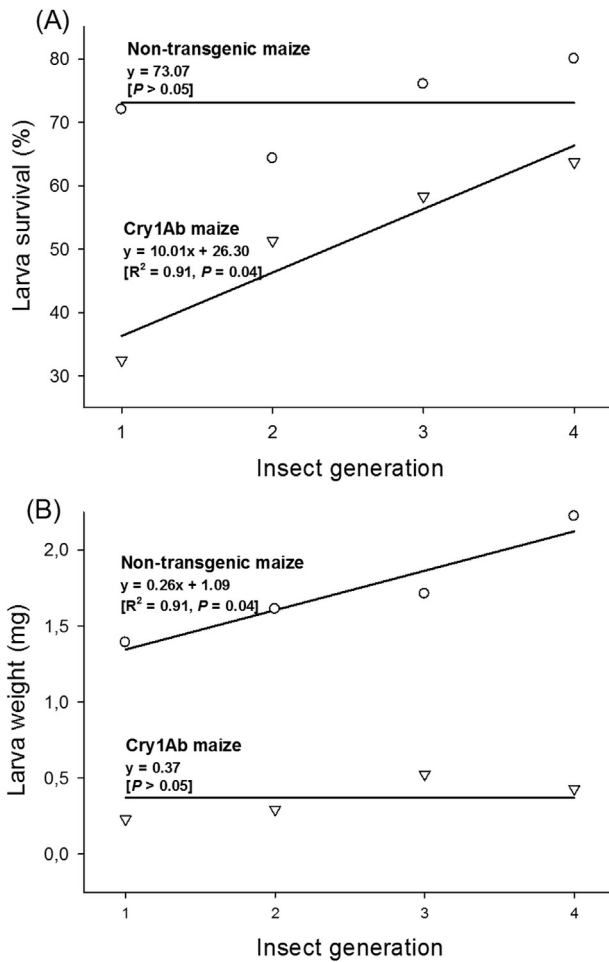 (A)
Non-transgenic maize
y = 73.07
[P > 0.05]
Cry1Ab maize
y = 10.01x + 26.30
[R² = 0.91, P = 0.04]
Larva survival (%)
80
70
60
50
40
30
1 2 3 4
Insect generation
(B)
Non-transgenic maize
y = 0.26x + 1.09
[R² = 0.91, P = 0.04]
Cry1Ab maize
y = 0.37
[P > 0.05]
Larva weight (mg)
2,0
1,5
1,0
0,5
0,0
1 2 3 4
Insect generation